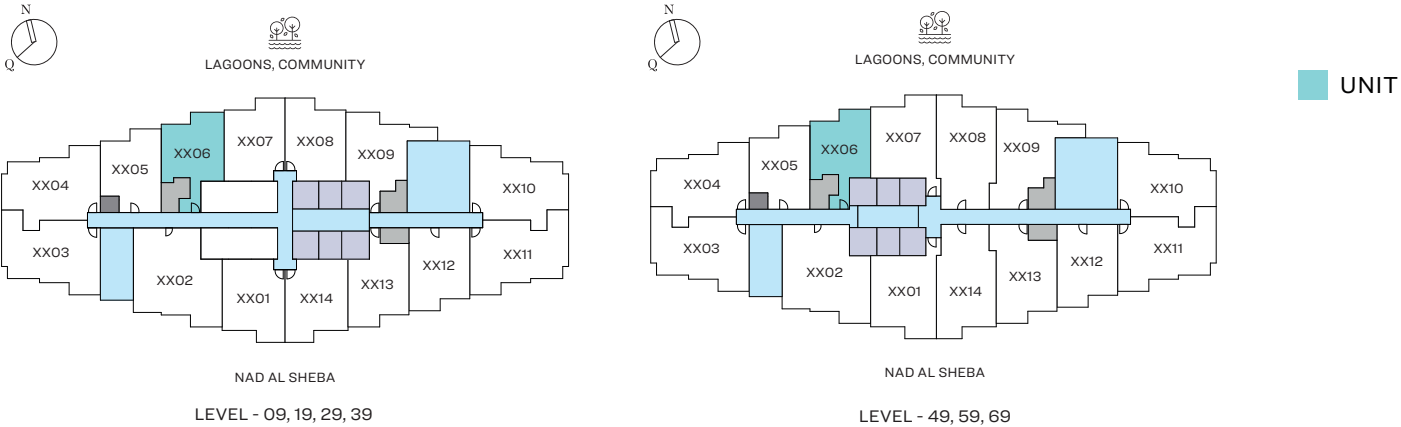 N
Q
LAGOONS, COMMUNITY
XX04
XX05
XX06
XX07
XX08
XX09
XX10
XX03
XX02
XX01
XX14
XX13
XX12
XX11
NAD AL SHEBA
LEVEL - 09, 19, 29, 39
N
Q
LAGOONS, COMMUNITY
XX04
XX05
XX06
XX07
XX08
XX09
XX10
XX03
XX02
XX01
XX14
XX13
XX12
XX11
NAD AL SHEBA
LEVEL - 49, 59, 69
UNIT